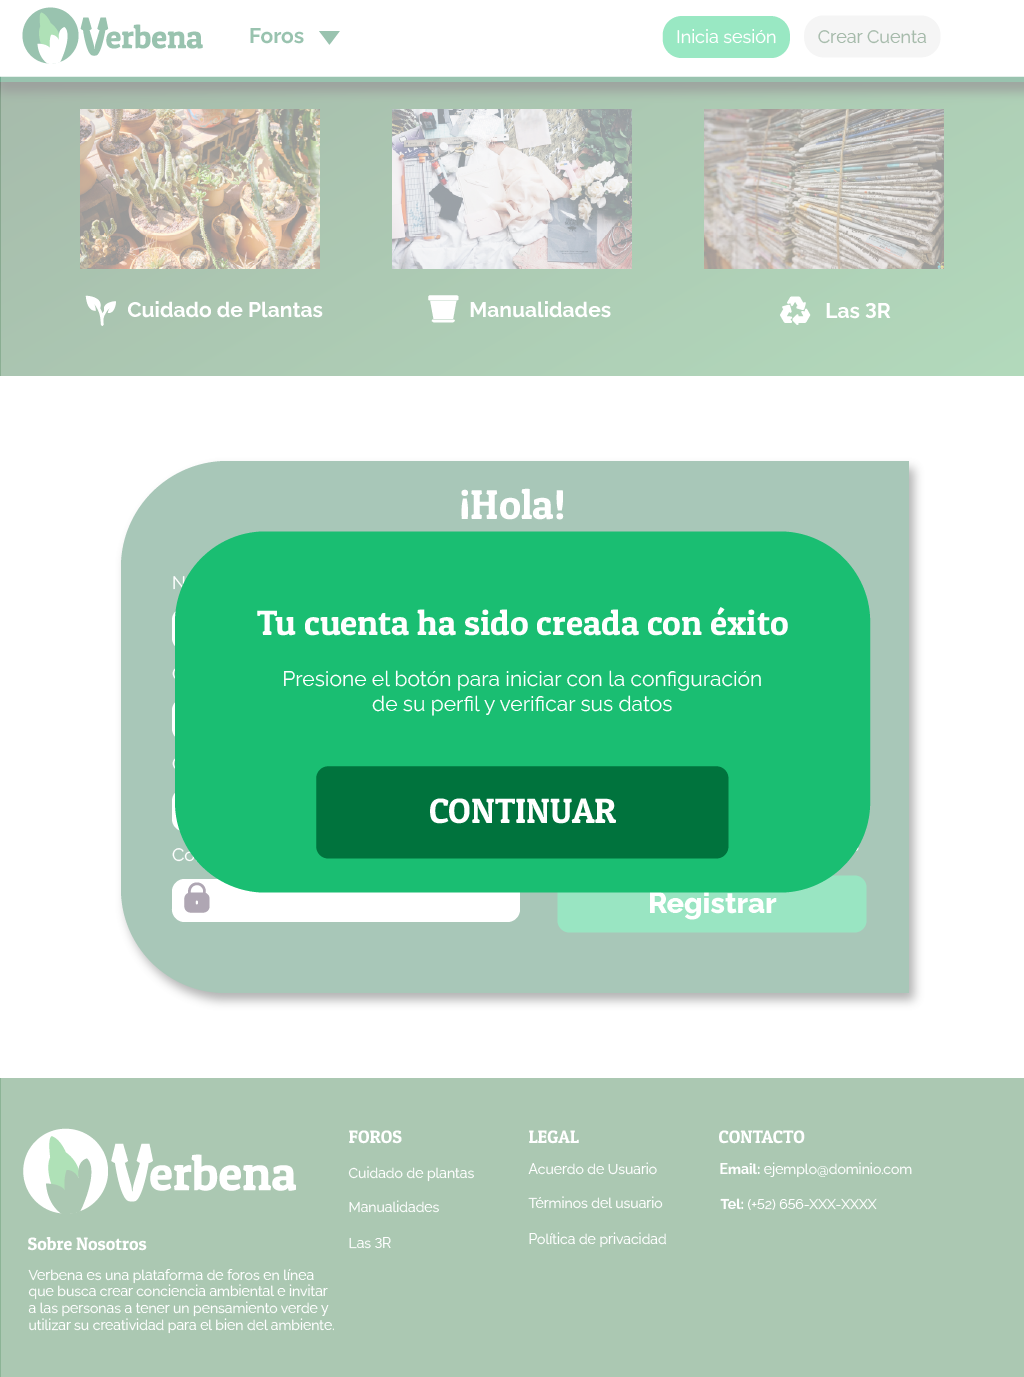 Verbena
Foros
Inicia sesión
Crear Cuenta
Cuidado de Plantas
Manualidades
Las 3R
¡Hola!
Tu cuenta ha sido creada con éxito
Presione el botón para iniciar con la configuración
de su perfil y verificar sus datos
CONTINUAR
Registrar
Verbena
Sobre Nosotros
Verbena es una plataforma de foros en línea
que busca crear conciencia ambiental e invitar
a las personas a tener un pensamiento verde y
utilizar su creatividad para el bien del ambiente.
FOROS
Cuidado de plantas
Manualidades
Las 3R
LEGAL
Acuerdo de Usuario
Términos del usuario
Política de privacidad
CONTACTO
Email: ejemplo@dominio.com
Tel: (+52) 656-XXX-XXXX